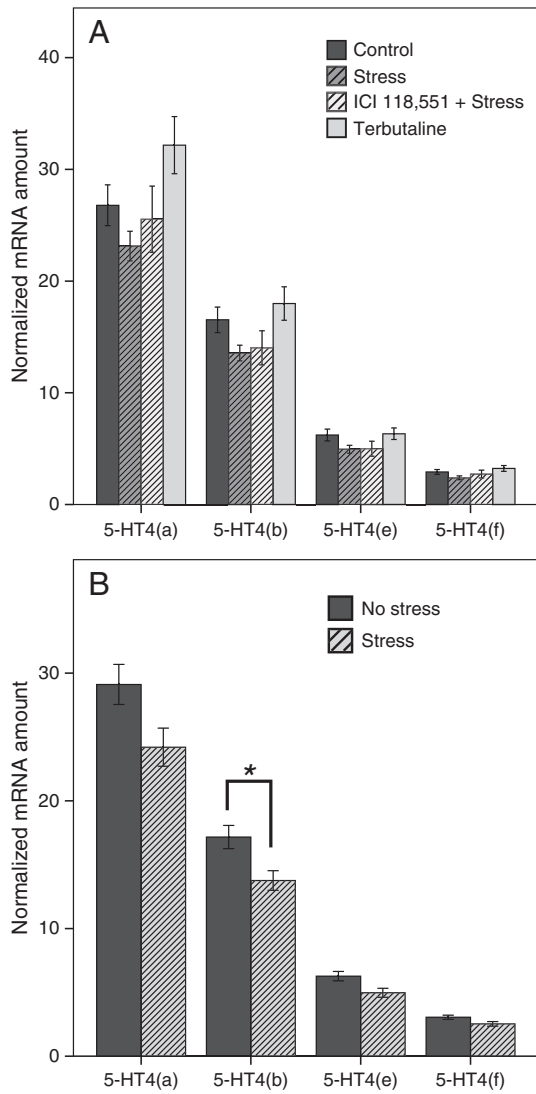 A
Control
Stress
ICI 118,551 + Stress
Terbutaline
Normalized mRNA amount
40
30
20
10
0
5-HT4(a) 5-HT4(b) 5-HT4(e) 5-HT4(f)
B
No stress
Stress
Normalized mRNA amount
30
20
10
0
*
5-HT4(a) 5-HT4(b) 5-HT4(e) 5-HT4(f)